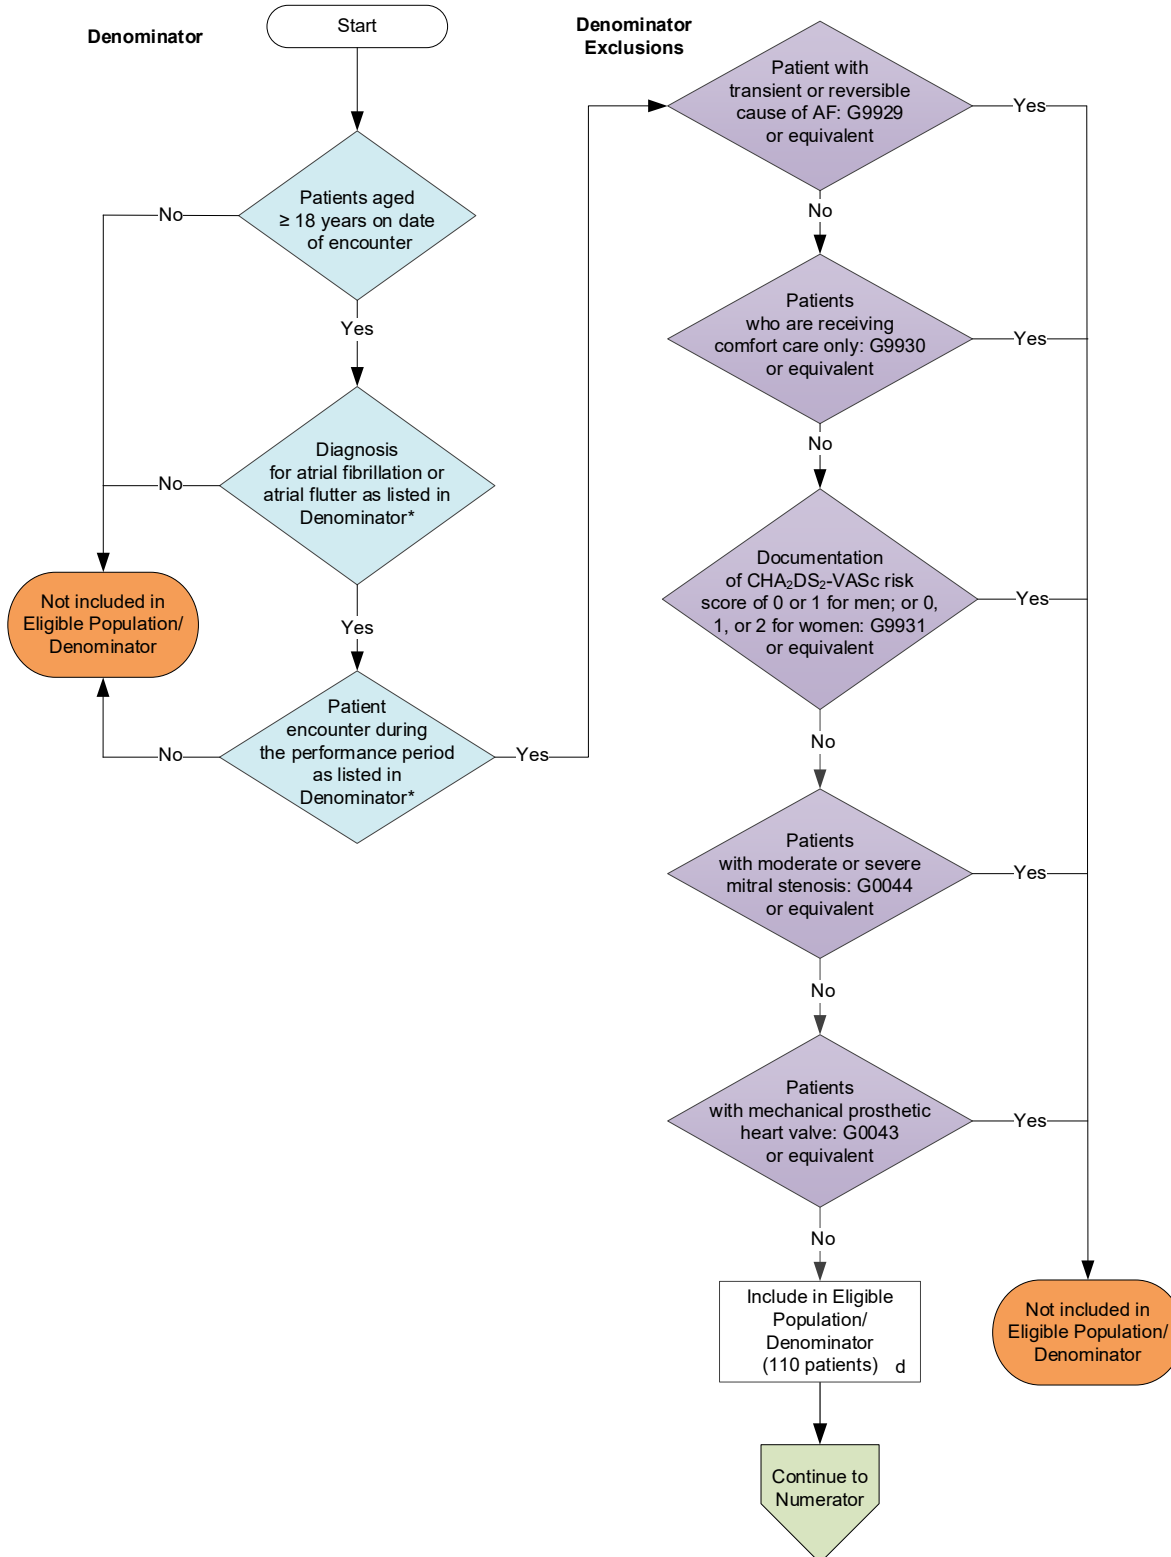 Denominator
Start
Patients aged
≥ 18 years on date
of encounter
No
Yes
Diagnosis
for atrial fibrillation or
atrial flutter as listed in
Denominator*
No
Yes
Not included in
Eligible Population/
Denominator
Patient
encounter during
the performance period
as listed in
Denominator*
No
Yes
Denominator
Exclusions
Patient with
transient or reversible
cause of AF: G9929
or equivalent
Yes
No
Patients
who are receiving
comfort care only: G9930
or equivalent
Yes
No
Documentation
of CHA₂DS₂-VASc risk
score of 0 or 1 for men; or 0,
1, or 2 for women: G9931
or equivalent
Yes
No
Patients
with moderate or severe
mitral stenosis: G0044
or equivalent
Yes
No
Patients
with mechanical prosthetic
heart valve: G0043
or equivalent
Yes
No
Include in Eligible
Population/
Denominator
(110 patients) d
Not included in
Eligible Population/
Denominator
Continue to
Numerator